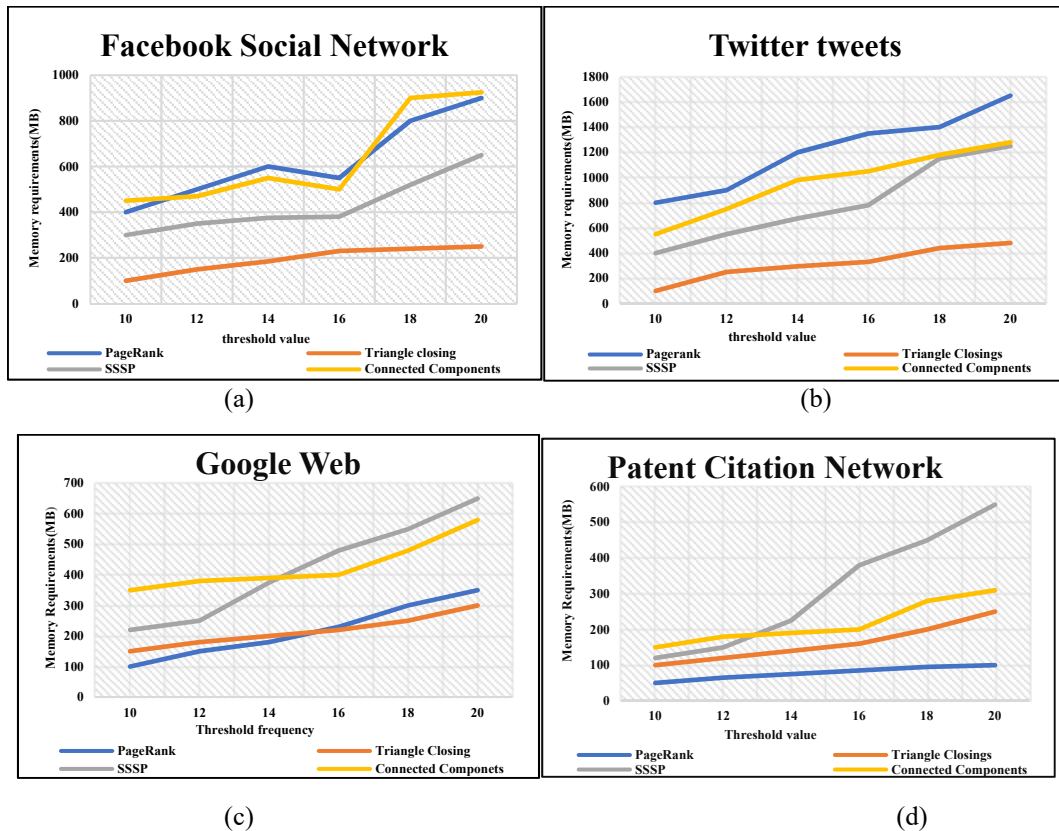 Facebook Social Network
Memory requirements(MB)
1000
800
600
400
200
0
10 12 14 16 18 20
threshold value
PageRank Triangle closing
SSSP Connected Components
(a)
Twitter tweets
Memory requirements(MB)
1800
1600
1400
1200
1000
800
600
400
200
0
10 12 14 16 18 20
threshold value
Pagerank Triangle Closings
SSSP Connected Compnents
(b)
Google Web
Memory Requirements(MB)
700
600
500
400
300
200
100
0
10 12 14 16 18 20
Threshold frequency
PageRank Triangle Closing
SSSP Connected Componets
(c)
Patent Citation Network
Memory Requirements(MB)
600
500
400
300
200
100
0
10 12 14 16 18 20
Threshold value
PageRank Triangle Closings
SSSP Connected Components
(d)